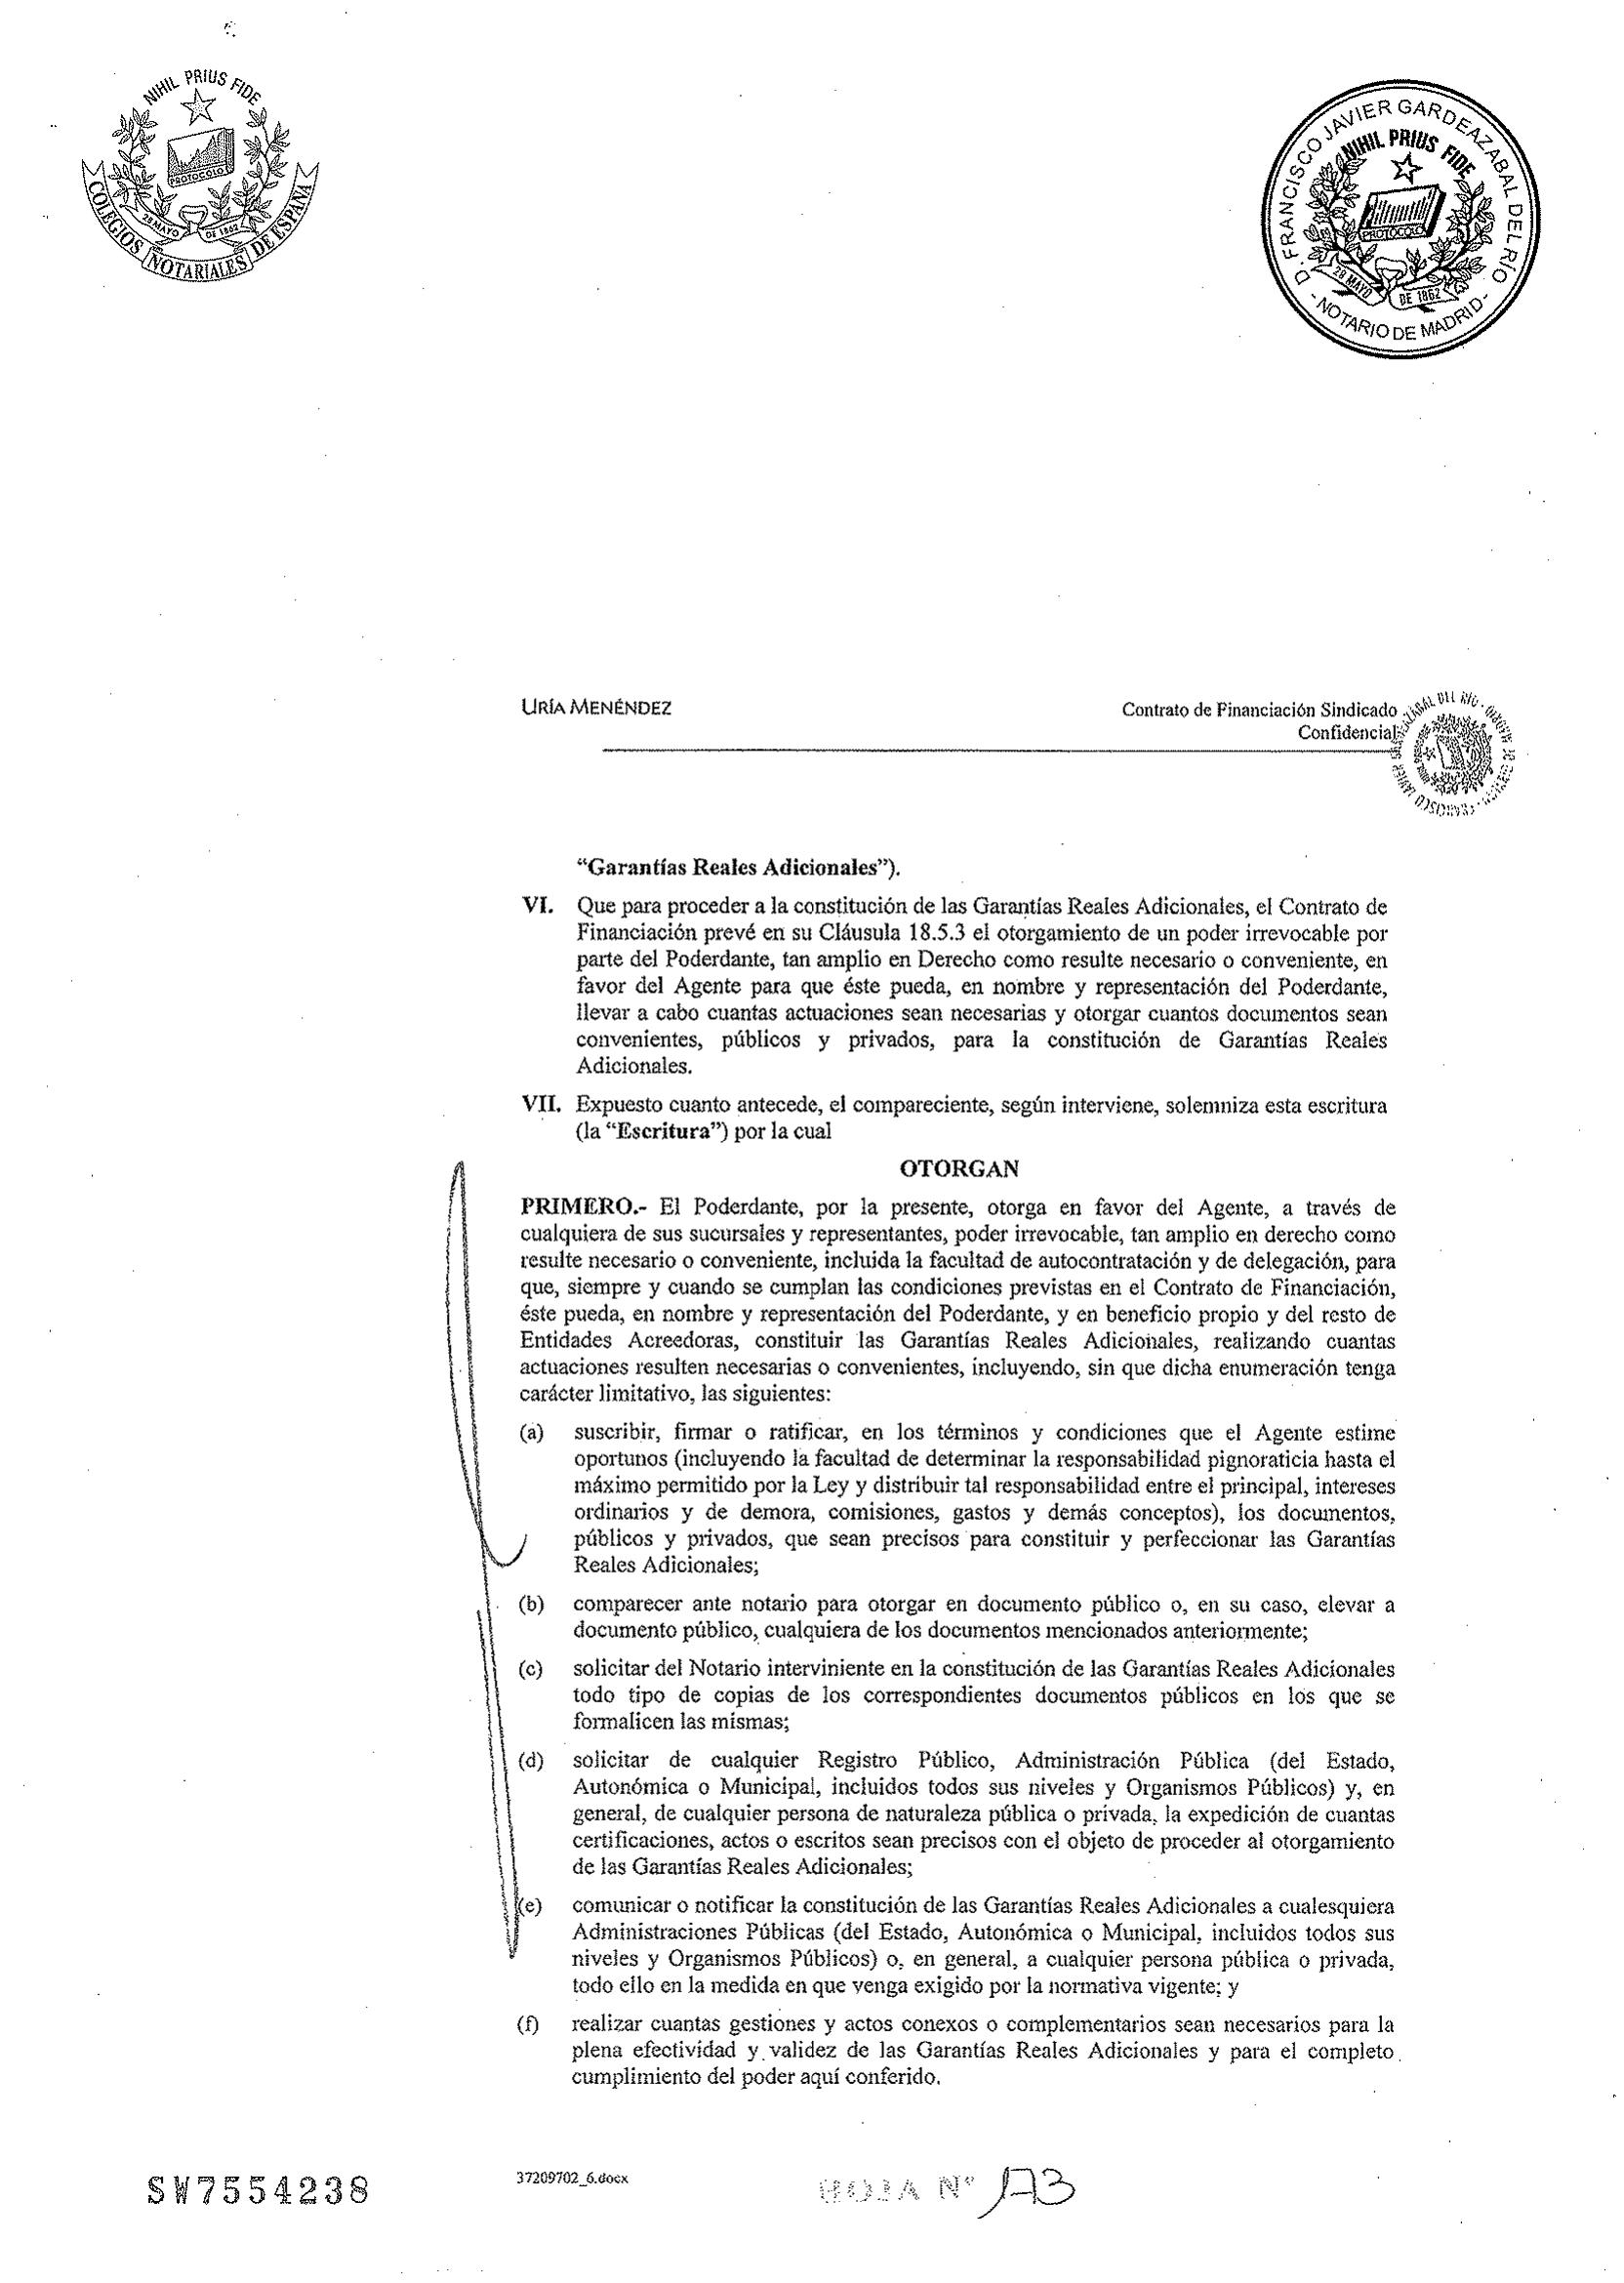 NIHIL PRIUS FIDE
PROTOCOLO
28 MAYO DE 1862
COLEGIOS NOTARIALES DE ESPAÑA
D. FRANCISCO JAVIER GARDEAZABAL DEL RÍO
NIHIL PRIUS FIDE
PROTOCOLO
28 MAYO DE 1862
- NOTARIO DE MADRID -
URÍA MENÉNDEZ
Contrato de Financiación Sindicado
Confidencial
“Garantías Reales Adicionales”).
VI. Que para proceder a la constitución de las Garantías Reales Adicionales, el Contrato de
Financiación prevé en su Cláusula 18.5.3 el otorgamiento de un poder irrevocable por
parte del Poderdante, tan amplio en Derecho como resulte necesario o conveniente, en
favor del Agente para que éste pueda, en nombre y representación del Poderdante,
llevar a cabo cuantas actuaciones sean necesarias y otorgar cuantos documentos sean
convenientes, públicos y privados, para la constitución de Garantías Reales
Adicionales.
VII. Expuesto cuanto antecede, el compareciente, según interviene, solemniza esta escritura
(la “Escritura”) por la cual
OTORGAN
PRIMERO.- El Poderdante, por la presente, otorga en favor del Agente, a través de
cualquiera de sus sucursales y representantes, poder irrevocable, tan amplio en derecho como
resulte necesario o conveniente, incluida la facultad de autocontratación y de delegación, para
que, siempre y cuando se cumplan las condiciones previstas en el Contrato de Financiación,
éste pueda, en nombre y representación del Poderdante, y en beneficio propio y del resto de
Entidades Acreedoras, constituir las Garantías Reales Adicionales, realizando cuantas
actuaciones resulten necesarias o convenientes, incluyendo, sin que dicha enumeración tenga
carácter limitativo, las siguientes:
(a) suscribir, firmar o ratificar, en los términos y condiciones que el Agente estime
oportunos (incluyendo la facultad de determinar la responsabilidad pignoraticia hasta el
máximo permitido por la Ley y distribuir tal responsabilidad entre el principal, intereses
ordinarios y de demora, comisiones, gastos y demás conceptos), los documentos,
públicos y privados, que sean precisos para constituir y perfeccionar las Garantías
Reales Adicionales;
(b) comparecer ante notario para otorgar en documento público o, en su caso, elevar a
documento público, cualquiera de los documentos mencionados anteriormente;
(c) solicitar del Notario interviniente en la constitución de las Garantías Reales Adicionales
todo tipo de copias de los correspondientes documentos públicos en los que se
formalicen las mismas;
(d) solicitar de cualquier Registro Público, Administración Pública (del Estado,
Autonómica o Municipal, incluidos todos sus niveles y Organismos Públicos) y, en
general, de cualquier persona de naturaleza pública o privada, la expedición de cuantas
certificaciones, actos o escritos sean precisos con el objeto de proceder al otorgamiento
de las Garantías Reales Adicionales;
(e) comunicar o notificar la constitución de las Garantías Reales Adicionales a cualesquiera
Administraciones Públicas (del Estado, Autonómica o Municipal, incluidos todos sus
niveles y Organismos Públicos) o, en general, a cualquier persona pública o privada,
todo ello en la medida en que venga exigido por la normativa vigente; y
(f) realizar cuantas gestiones y actos conexos o complementarios sean necesarios para la
plena efectividad y validez de las Garantías Reales Adicionales y para el completo
cumplimiento del poder aquí conferido.
37209702_6.docx
SW7554238
HOJA Nº 173